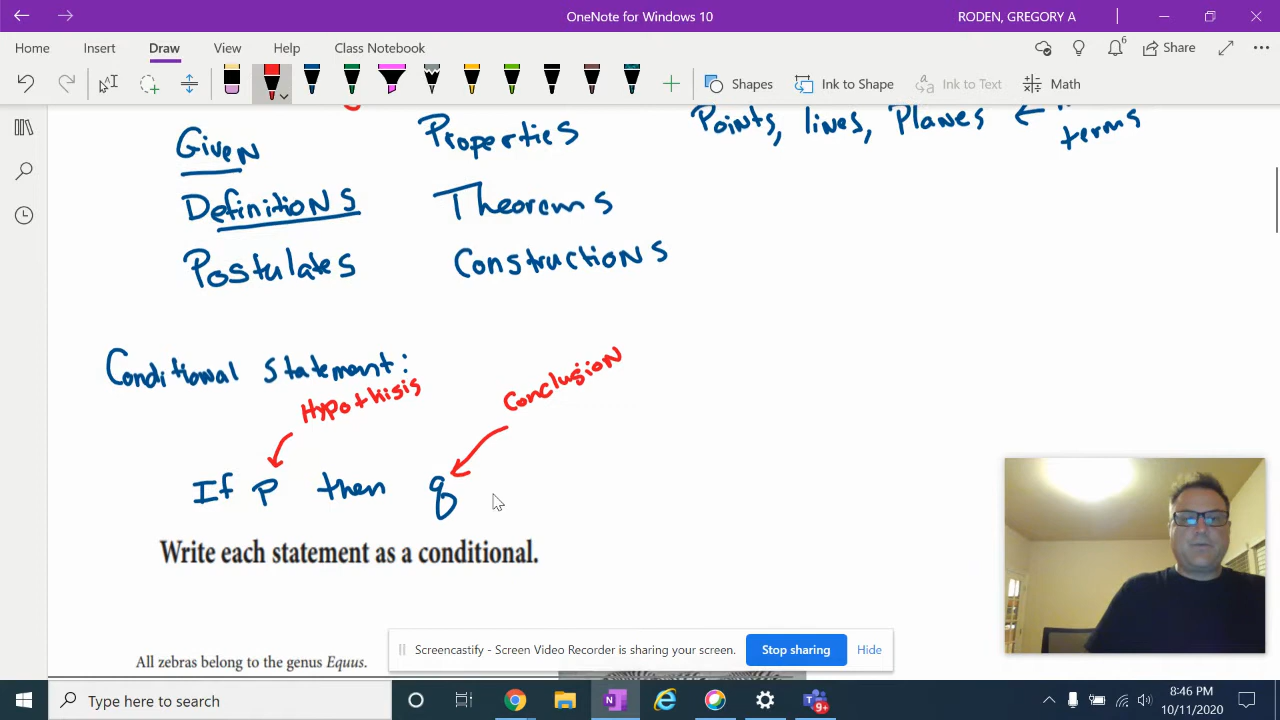 OneNote for Windows 10
RODEN, GREGORY A
Home Insert Draw View Help Class Notebook
6
Share
Shapes
Ink to Shape
Ink to Text
Math
Given
Properties
Points, lines, Planes
terms
Definitions
Theorems
Postulates
Constructions
Conditional Statement:
Hypothisis
Conclusion
If P then q
Write each statement as a conditional.
Screencastify - Screen Video Recorder is sharing your screen.
Stop sharing
Hide
All zebras belong to the genus Equus.
Type here to search
9+
8:46 PM
10/11/2020